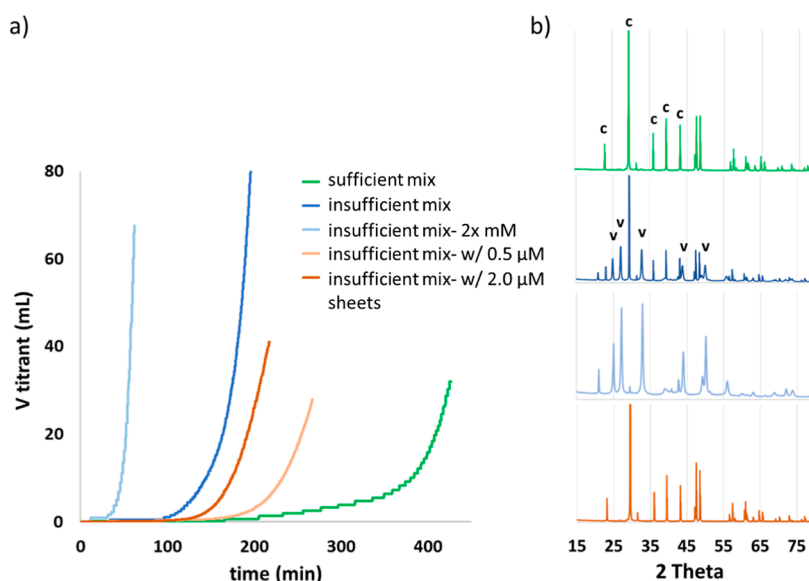 a)
80
60
40
20
0
V titrant (mL)
0 100 200 300 400
time (min)
sufficient mix
insufficient mix
insufficient mix- 2x mM
insufficient mix- w/ 0.5 µM
insufficient mix- w/ 2.0 µM
sheets
b)
c
c c c c
v v v v v
15 25 35 45 55 65 75
2 Theta